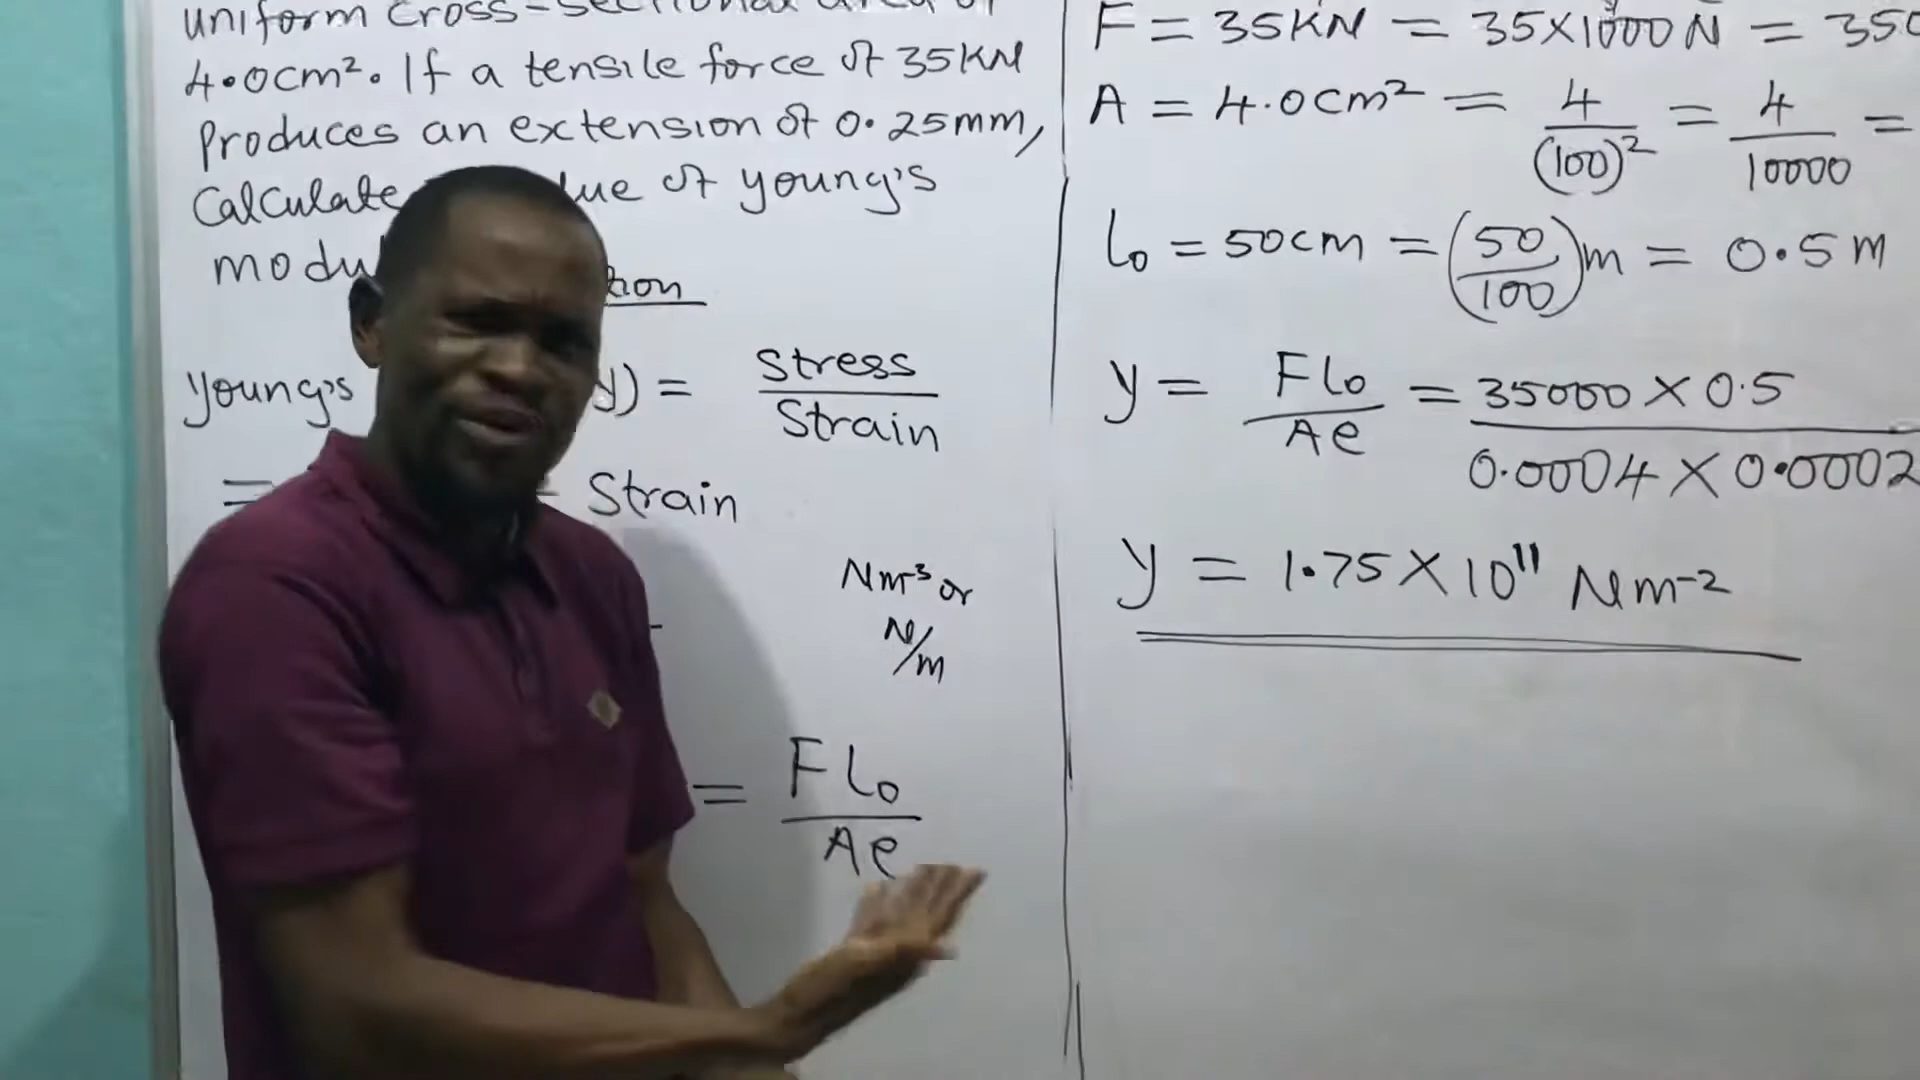 uniform cross-sectional area of
4.0cm². If a tensile force of 35KN
produces an extension of 0.25mm,
Calculate of young's
young's y) = Stress / Strain
= Strain
Nm⁻³ or
N/m
= Fl₀ / Ae
F = 35KN = 35×1000N =
A = 4.0cm² = 4/(100)² = 4/10000 =
l₀ = 50cm = (50/100)m = 0.5m
y = Fl₀/Ae = 35000 × 0.5 / 0.0004 × 0.0002
y = 1.75 × 10¹¹ Nm⁻²